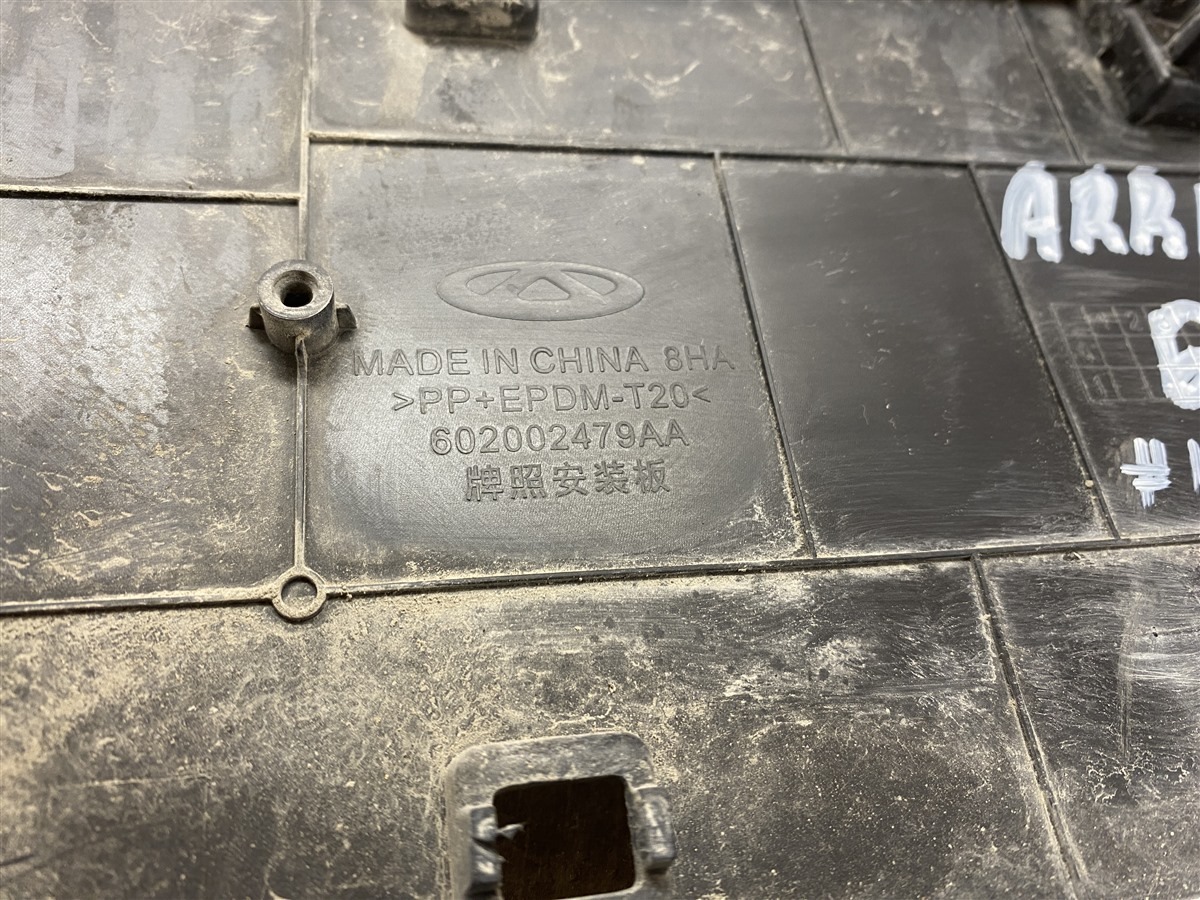 MADE IN CHINA 8HA
>PP+EPDM-T20<
602002479AA
牌照安装板